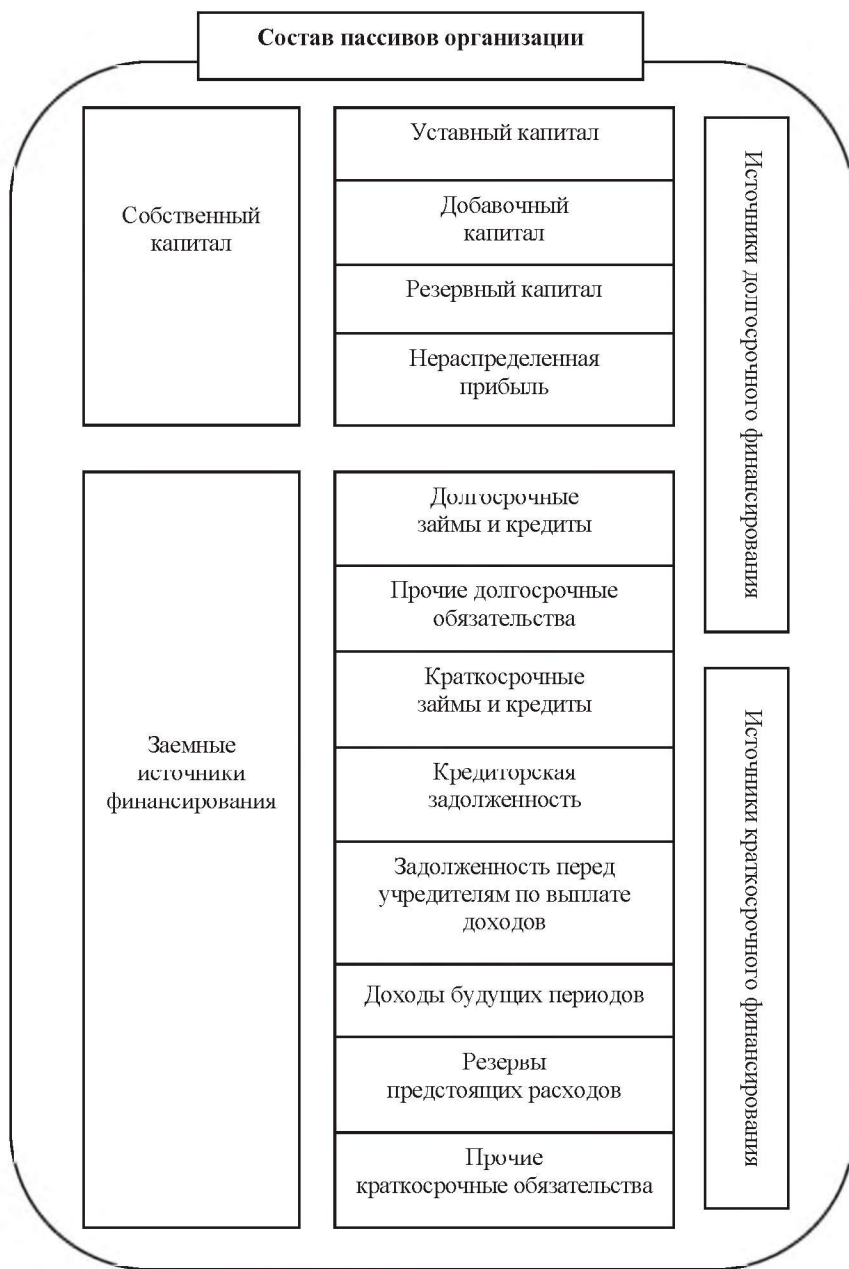 Состав пассивов организации
Собственный
капитал
Уставный капитал
Добавочный
капитал
Резервный капитал
Нераспределенная
прибыль
Источники долгосрочного финансирования
Заемные
источники
финансирования
Долгосрочные
займы и кредиты
Прочие долгосрочные
обязательства
Краткосрочные
займы и кредиты
Кредиторская
задолженность
Задолженность перед
учредителям по выплате
доходов
Доходы будущих периодов
Резервы
предстоящих расходов
Прочие
краткосрочные обязательства
Источники краткосрочного финансирования